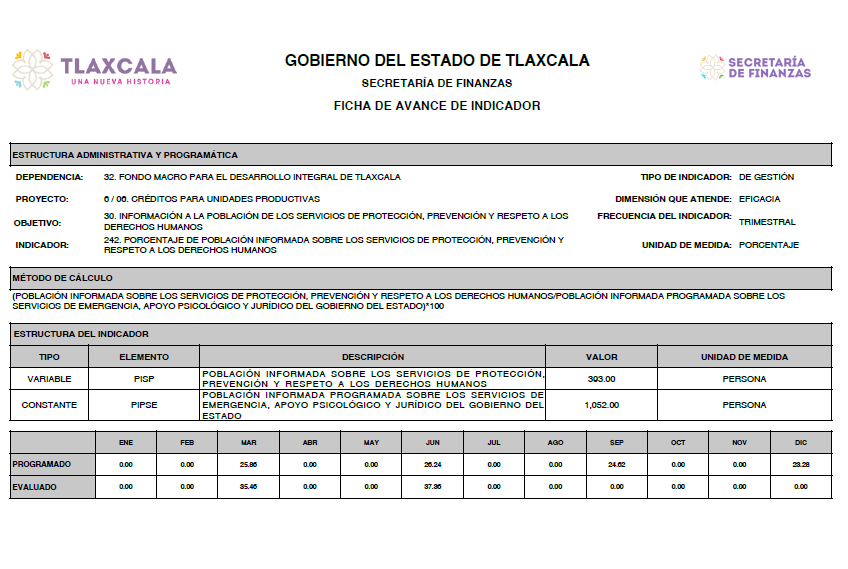 TLAXCALA
UNA NUEVA HISTORIA
GOBIERNO DEL ESTADO DE TLAXCALA
SECRETARÍA DE FINANZAS
FICHA DE AVANCE DE INDICADOR
SECRETARÍA
DE FINANZAS
ESTRUCTURA ADMINISTRATIVA Y PROGRAMÁTICA
DEPENDENCIA: 32. FONDO MACRO PARA EL DESARROLLO INTEGRAL DE TLAXCALA TIPO DE INDICADOR: DE GESTIÓN
PROYECTO: 6 / 06. CRÉDITOS PARA UNIDADES PRODUCTIVAS DIMENSIÓN QUE ATIENDE: EFICACIA
OBJETIVO: 30. INFORMACIÓN A LA POBLACIÓN DE LOS SERVICIOS DE PROTECCIÓN, PREVENCIÓN Y RESPETO A LOS
DERECHOS HUMANOS
FRECUENCIA DEL INDICADOR: TRIMESTRAL
INDICADOR: 242. PORCENTAJE DE POBLACIÓN INFORMADA SOBRE LOS SERVICIOS DE PROTECCIÓN, PREVENCIÓN Y
RESPETO A LOS DERECHOS HUMANOS
UNIDAD DE MEDIDA: PORCENTAJE
MÉTODO DE CÁLCULO
(POBLACIÓN INFORMADA SOBRE LOS SERVICIOS DE PROTECCIÓN, PREVENCIÓN Y RESPETO A LOS DERECHOS HUMANOS/POBLACIÓN INFORMADA PROGRAMADA SOBRE LOS
SERVICIOS DE EMERGENCIA, APOYO PSICOLÓGICO Y JURÍDICO DEL GOBIERNO DEL ESTADO)*100
ESTRUCTURA DEL INDICADOR
TIPO ELEMENTO DESCRIPCIÓN VALOR UNIDAD DE MEDIDA
VARIABLE PISP POBLACIÓN INFORMADA SOBRE LOS SERVICIOS DE PROTECCIÓN,
PREVENCIÓN Y RESPETO A LOS DERECHOS HUMANOS
393.00 PERSONA
CONSTANTE PIPSE POBLACIÓN INFORMADA PROGRAMADA SOBRE LOS SERVICIOS DE
EMERGENCIA, APOYO PSICOLÓGICO Y JURÍDICO DEL GOBIERNO DEL
ESTADO
1,052.00 PERSONA
ENE FEB MAR ABR MAY JUN JUL AGO SEP OCT NOV DIC
PROGRAMADO 0.00 0.00 25.86 0.00 0.00 26.24 0.00 0.00 24.62 0.00 0.00 23.28
EVALUADO 0.00 0.00 35.46 0.00 0.00 37.36 0.00 0.00 0.00 0.00 0.00 0.00